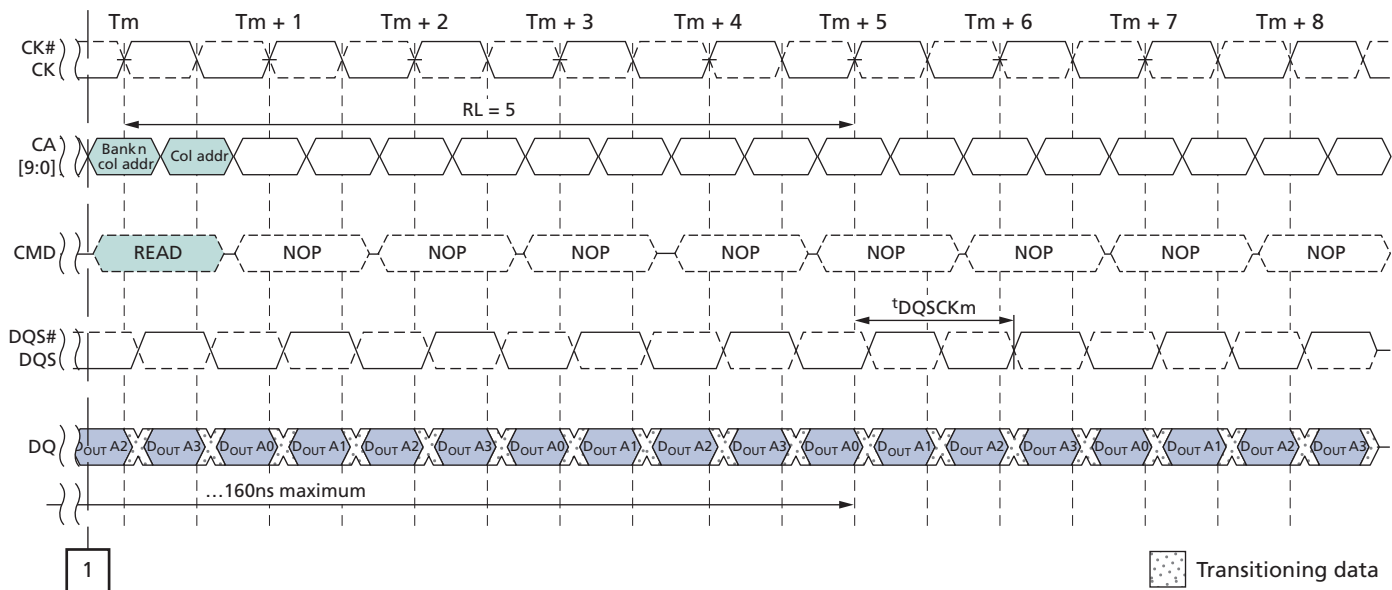 Tm Tm + 1 Tm + 2 Tm + 3 Tm + 4 Tm + 5 Tm + 6 Tm + 7 Tm + 8
CK#
CK
RL = 5
CA
[9:0]
Bank n
col addr
Col addr
CMD
READ NOP NOP NOP NOP NOP NOP NOP NOP
tDQSCKm
DQS#
DQS
DQ
DOUT A2 DOUT A3 DOUT A0 DOUT A1 DOUT A2 DOUT A3 DOUT A0 DOUT A1 DOUT A2 DOUT A3 DOUT A0 DOUT A1 DOUT A2 DOUT A3 DOUT A0 DOUT A1 DOUT A2 DOUT A3
...160ns maximum
1
Transitioning data